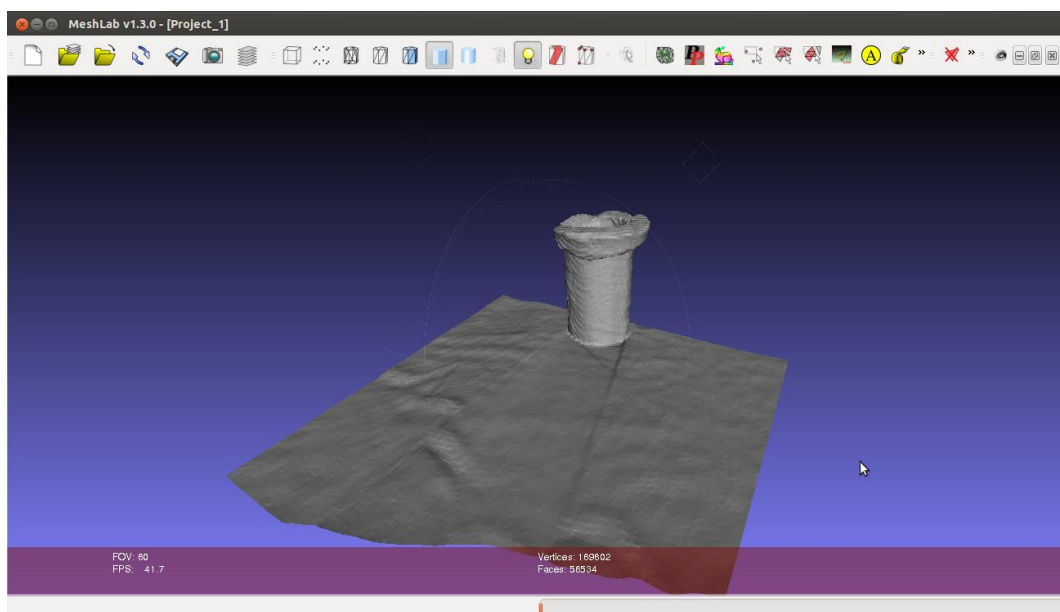 MeshLab v1.3.0 - [Project_1]
A
FOV: 60
FPS: 41.7
Vertices: 169602
Faces: 56534